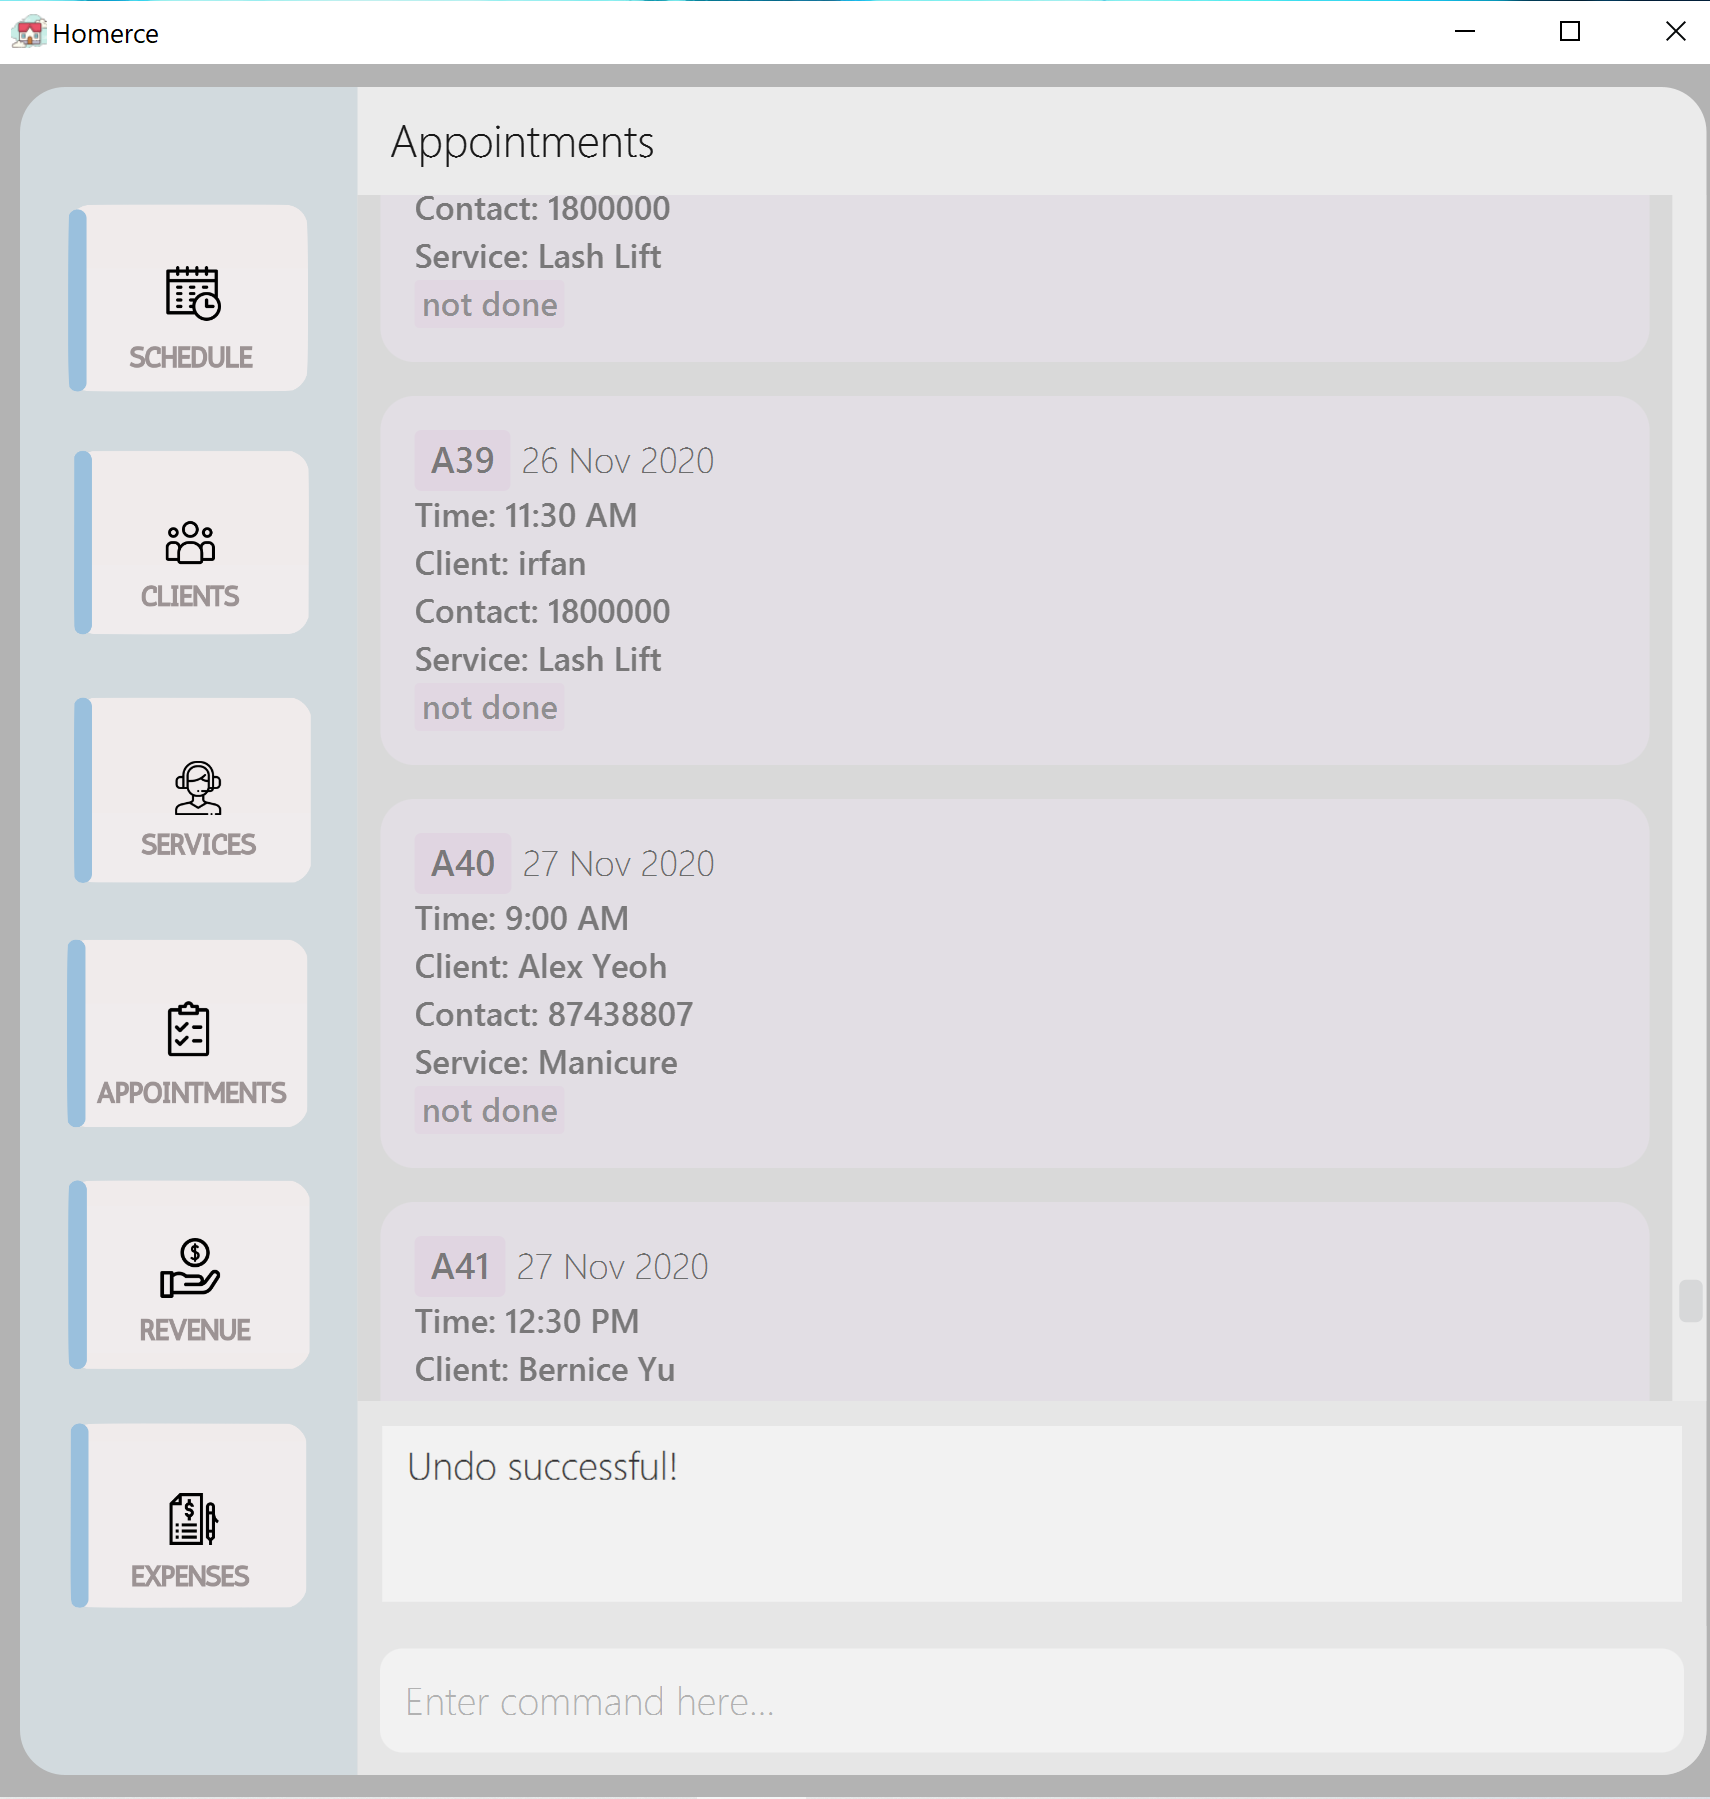 Homerce
Appointments
Contact: 1800000
Service: Lash Lift
not done
A39 26 Nov 2020
Time: 11:30 AM
Client: irfan
Contact: 1800000
Service: Lash Lift
not done
A40 27 Nov 2020
Time: 9:00 AM
Client: Alex Yeoh
Contact: 87438807
Service: Manicure
not done
A41 27 Nov 2020
Time: 12:30 PM
Client: Bernice Yu
Undo successful!
Enter command here...
SCHEDULE
CLIENTS
SERVICES
APPOINTMENTS
REVENUE
EXPENSES